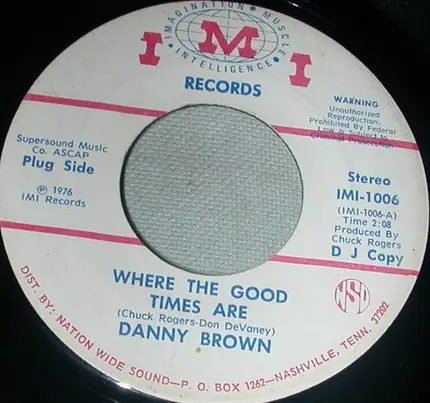 • IMAGINATION • MUSCLE • INTELLIGENCE
I M I
RECORDS
WARNING
Unauthorized
Reproduction
Prohibited By Federal
Law & Subject to
Criminal Prosecution
Supersound Music
Co. ASCAP
Plug Side
℗ 1976
IMI Records
Stereo
IMI-1006
(IMI-1006-A)
Time 2:08
Produced By
Chuck Rogers
D J Copy
WHERE THE GOOD
TIMES ARE
(Chuck Rogers-Don DeVaney)
DANNY BROWN
NSD
DIST. BY: NATION WIDE SOUND—P. O. BOX 1262—NASHVILLE, TENN. 37202